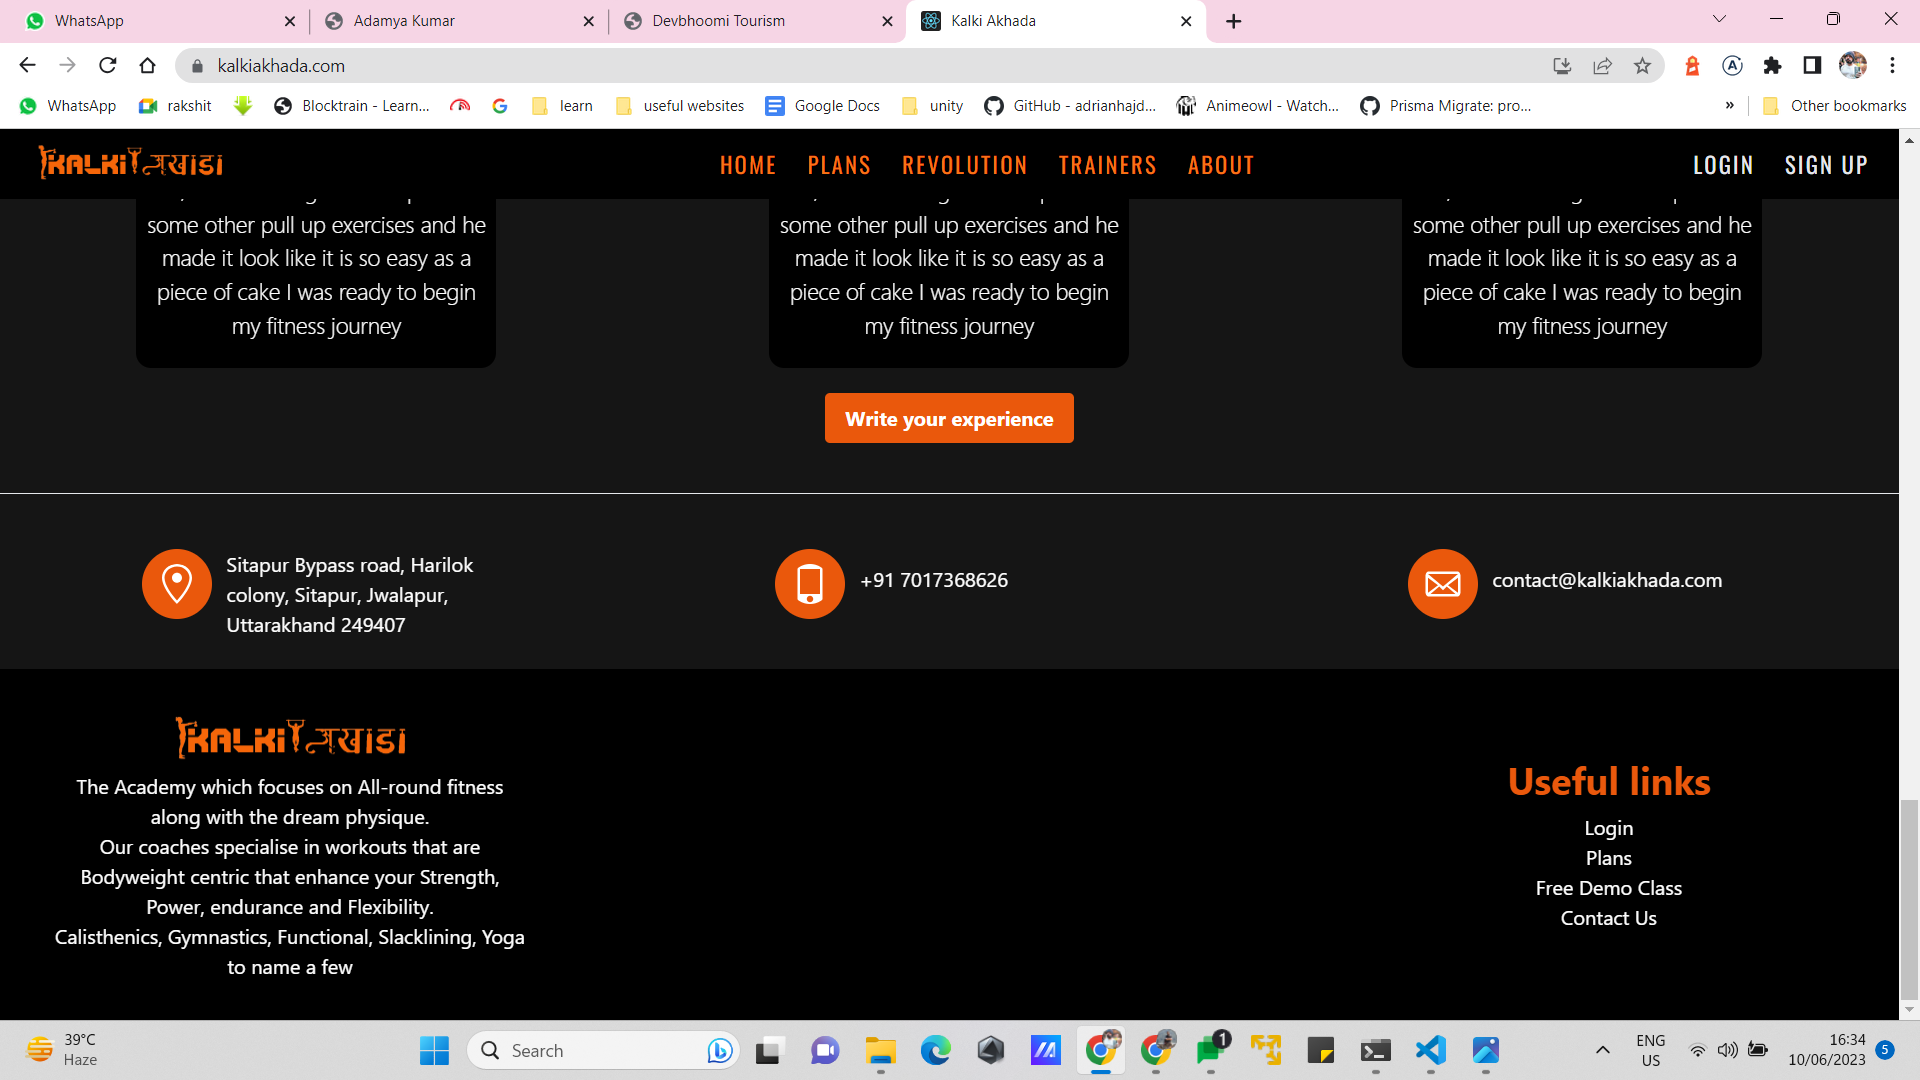 WhatsApp
Adamya Kumar
Devbhoomi Tourism
Kalki Akhada
kalkiakhada.com
WhatsApp
rakshit
Blocktrain - Learn...
learn
useful websites
Google Docs
unity
GitHub - adrianhajd...
Animeowl - Watch...
Prisma Migrate: pro...
»
Other bookmarks
KALKI अखाडा
HOME
PLANS
REVOLUTION
TRAINERS
ABOUT
LOGIN
SIGN UP
some other pull up exercises and he
made it look like it is so easy as a
piece of cake I was ready to begin
my fitness journey
some other pull up exercises and he
made it look like it is so easy as a
piece of cake I was ready to begin
my fitness journey
some other pull up exercises and he
made it look like it is so easy as a
piece of cake I was ready to begin
my fitness journey
Write your experience
Sitapur Bypass road, Harilok
colony, Sitapur, Jwalapur,
Uttarakhand 249407
+91 7017368626
contact@kalkiakhada.com
KALKI अखाडा
The Academy which focuses on All-round fitness
along with the dream physique.
Our coaches specialise in workouts that are
Bodyweight centric that enhance your Strength,
Power, endurance and Flexibility.
Calisthenics, Gymnastics, Functional, Slacklining, Yoga
to name a few
Useful links
Login
Plans
Free Demo Class
Contact Us
39°C
Haze
Search
1
ENG
US
16:34
10/06/2023
5